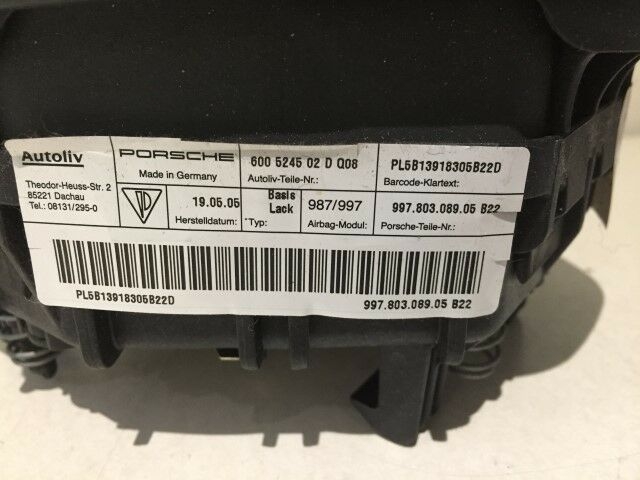 Autoliv
Theodor-Heuss-Str. 2
85221 Dachau
Tel.: 08131/295-0
PORSCHE
Made in Germany
600 5245 02 D Q08
Autoliv-Teile-Nr.:
PL5B13918305B22D
Barcode-Klartext:
19.05.05
Herstelldatum:
Basis
Lack
Typ:
987/997
Airbag-Modul:
997.803.089.05 B22
Porsche-Teile-Nr.:
PL5B13918305B22D
997.803.089.05 B22